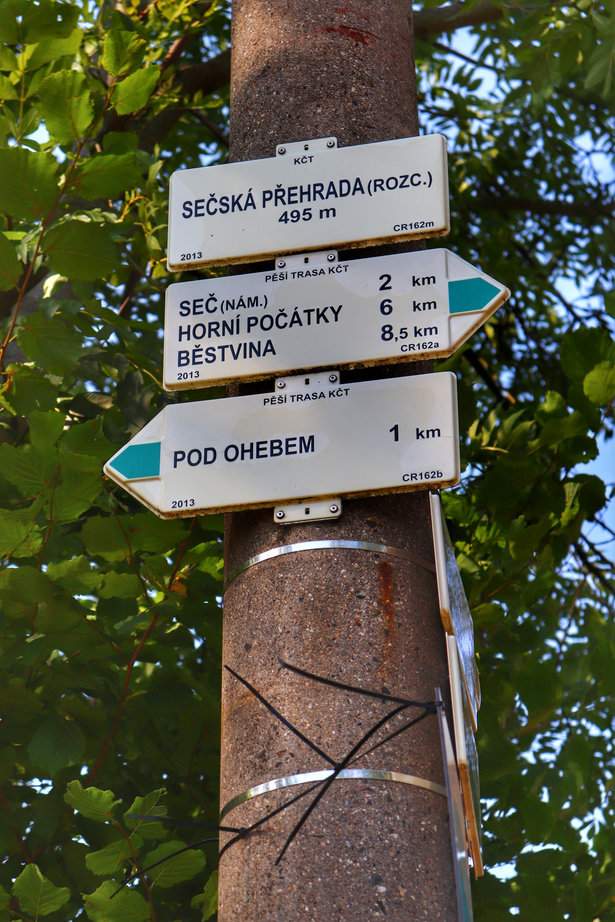 KČT
SEČSKÁ PŘEHRADA (ROZC.)
495 m
2013 CR162m
PĚŠÍ TRASA KČT
SEČ (NÁM.) 2 km
HORNÍ POČÁTKY 6 km
BĚSTVINA 8,5 km
2013 CR162a
PĚŠÍ TRASA KČT
POD OHEBEM 1 km
2013 CR162b